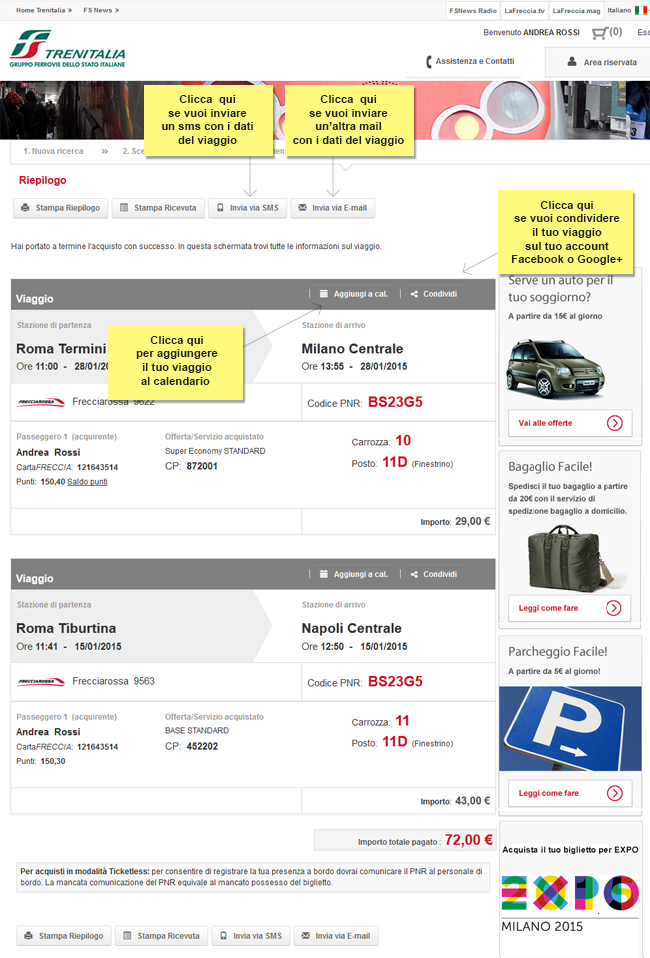 Home Trenitalia »
FS News »
FSNews Radio
LaFreccia.tv
LaFreccia.mag
Italiano
Benvenuto ANDREA ROSSI
(0)
TRENITALIA
GRUPPO FERROVIE DELLO STATO ITALIANE
Assistenza e Contatti
Area riservata
Clicca qui
se vuoi inviare
un sms con i dati
del viaggio
Clicca qui
se vuoi inviare
un'altra mail
con i dati del viaggio
1. Nuova ricerca »
Riepilogo
Stampa Riepilogo
Stampa Ricevuta
Invia via SMS
Invia via E-mail
Clicca qui
se vuoi condividere
il tuo viaggio
sul tuo account
Facebook o Google+
Hai portato a termine l'acquisto con successo. In questa schermata trovi tutte le informazioni sul viaggio.
Viaggio
Aggiungi a cal.
Condividi
Stazione di partenza
Stazione di arrivo
Roma Termini
Milano Centrale
Ore 11:00 - 28/01/20
Ore 13:55 - 28/01/2015
Clicca qui
per aggiungere
il tuo viaggio
al calendario
FRECCIAROSSA
Frecciarossa 9622
Codice PNR: BS23G5
Passeggero 1 (acquirente)
Andrea Rossi
CartaFRECCIA: 121643514
Punti: 150,40 Saldo punti
Offerta/Servizio acquistato
Super Economy STANDARD
CP: 872001
Carrozza: 10
Posto: 11D (Finestrino)
Importo: 29,00 €
Viaggio
Aggiungi a cal.
Condividi
Stazione di partenza
Stazione di arrivo
Roma Tiburtina
Napoli Centrale
Ore 11:41 - 15/01/2015
Ore 12:50 - 15/01/2015
FRECCIAROSSA
Frecciarossa 9563
Codice PNR: BS23G5
Passeggero 1 (acquirente)
Andrea Rossi
CartaFRECCIA: 121643514
Punti: 150,30
Offerta/Servizio acquistato
BASE STANDARD
CP: 452202
Carrozza: 11
Posto: 11D (Finestrino)
Importo: 43,00 €
Importo totale pagato : 72,00 €
Per acquisti in modalità Ticketless: per consentire di registrare la tua presenza a bordo dovrai comunicare il PNR al personale di
bordo. La mancata comunicazione del PNR equivale al mancato possesso del biglietto.
Stampa Riepilogo
Stampa Ricevuta
Invia via SMS
Invia via E-mail
Serve un auto per il
tuo soggiorno?
A partire da 15€ al giorno
Vai alle offerte
Bagaglio Facile!
Spedisci il tuo bagaglio a partire
da 20€ con il servizio di
spedizione bagaglio a domicilio.
Leggi come fare
Parcheggio Facile!
A partire da 5€ al giorno!
P
Leggi come fare
Acquista il tuo biglietto per EXPO
EXPO
MILANO 2015